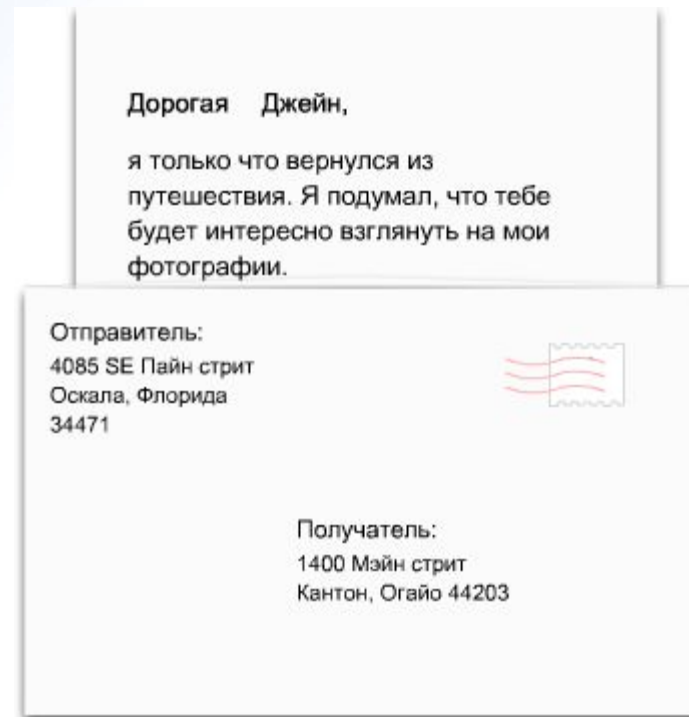 Дорогая Джейн,
я только что вернулся из
путешествия. Я подумал, что тебе
будет интересно взглянуть на мои
фотографии.
Отправитель:
4085 SE Пайн стрит
Оскала, Флорида
34471
Получатель:
1400 Мэйн стрит
Кантон, Огайо 44203